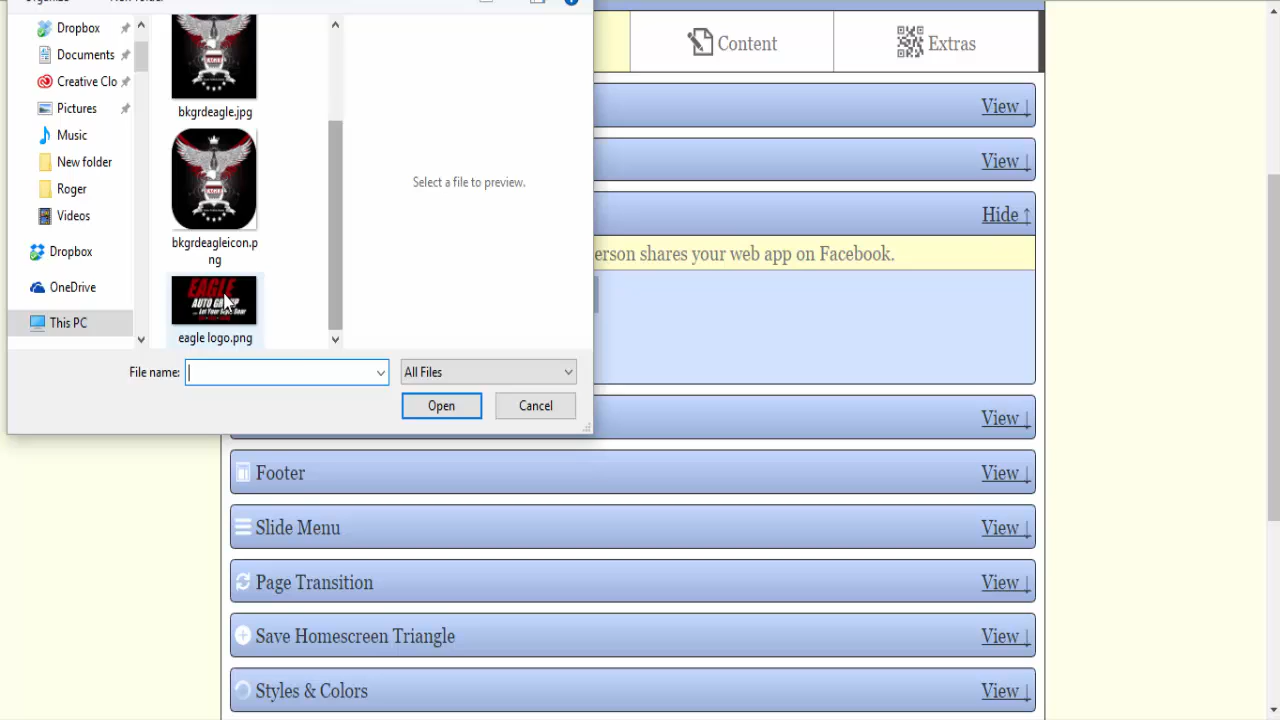 Dropbox
Documents
Creative Clo
Pictures
Music
New folder
Roger
Videos
Dropbox
OneDrive
This PC
bkgrdeagle.jpg
bkgrdeagleicon.p
ng
EAGLE
AUTO GROUP
eagle logo.png
Select a file to preview.
File name:
All Files
Open
Cancel
Content
Extras
View ↓
View ↓
Hide ↑
erson shares your web app on Facebook.
View ↓
Footer
View ↓
Slide Menu
View ↓
Page Transition
View ↓
Save Homescreen Triangle
View ↓
Styles & Colors
View ↓